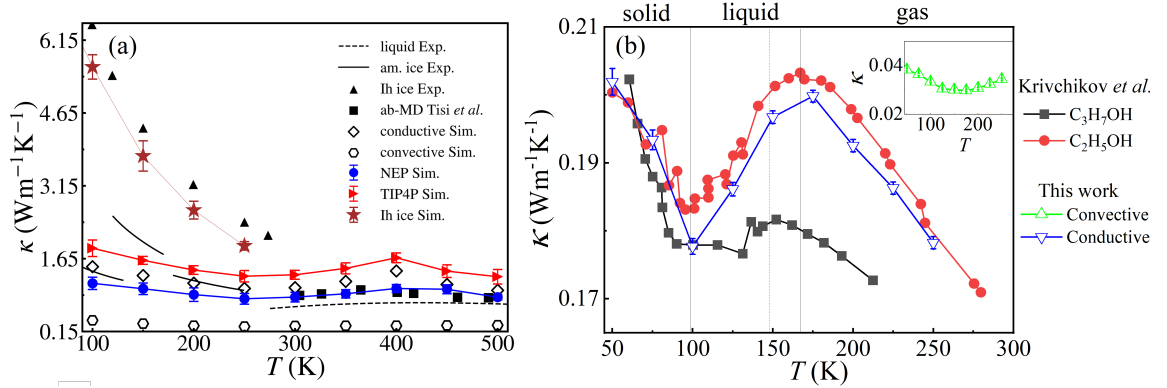 (a)
6.15
4.65
3.15
1.65
0.15
κ (Wm⁻¹K⁻¹)
100 200 300 400 500
T (K)
liquid Exp.
am. ice Exp.
Ih ice Exp.
ab-MD Tisi et al.
conductive Sim.
convective Sim.
NEP Sim.
TIP4P Sim.
Ih ice Sim.
solid liquid gas
(b)
0.21
0.19
0.17
κ (Wm⁻¹K⁻¹)
50 100 150 200 250 300
T (K)
κ
0.04
0.02
100 200
T
Krivchikov et al.
C₃H₇OH
C₂H₅OH
This work
Convective
Conductive